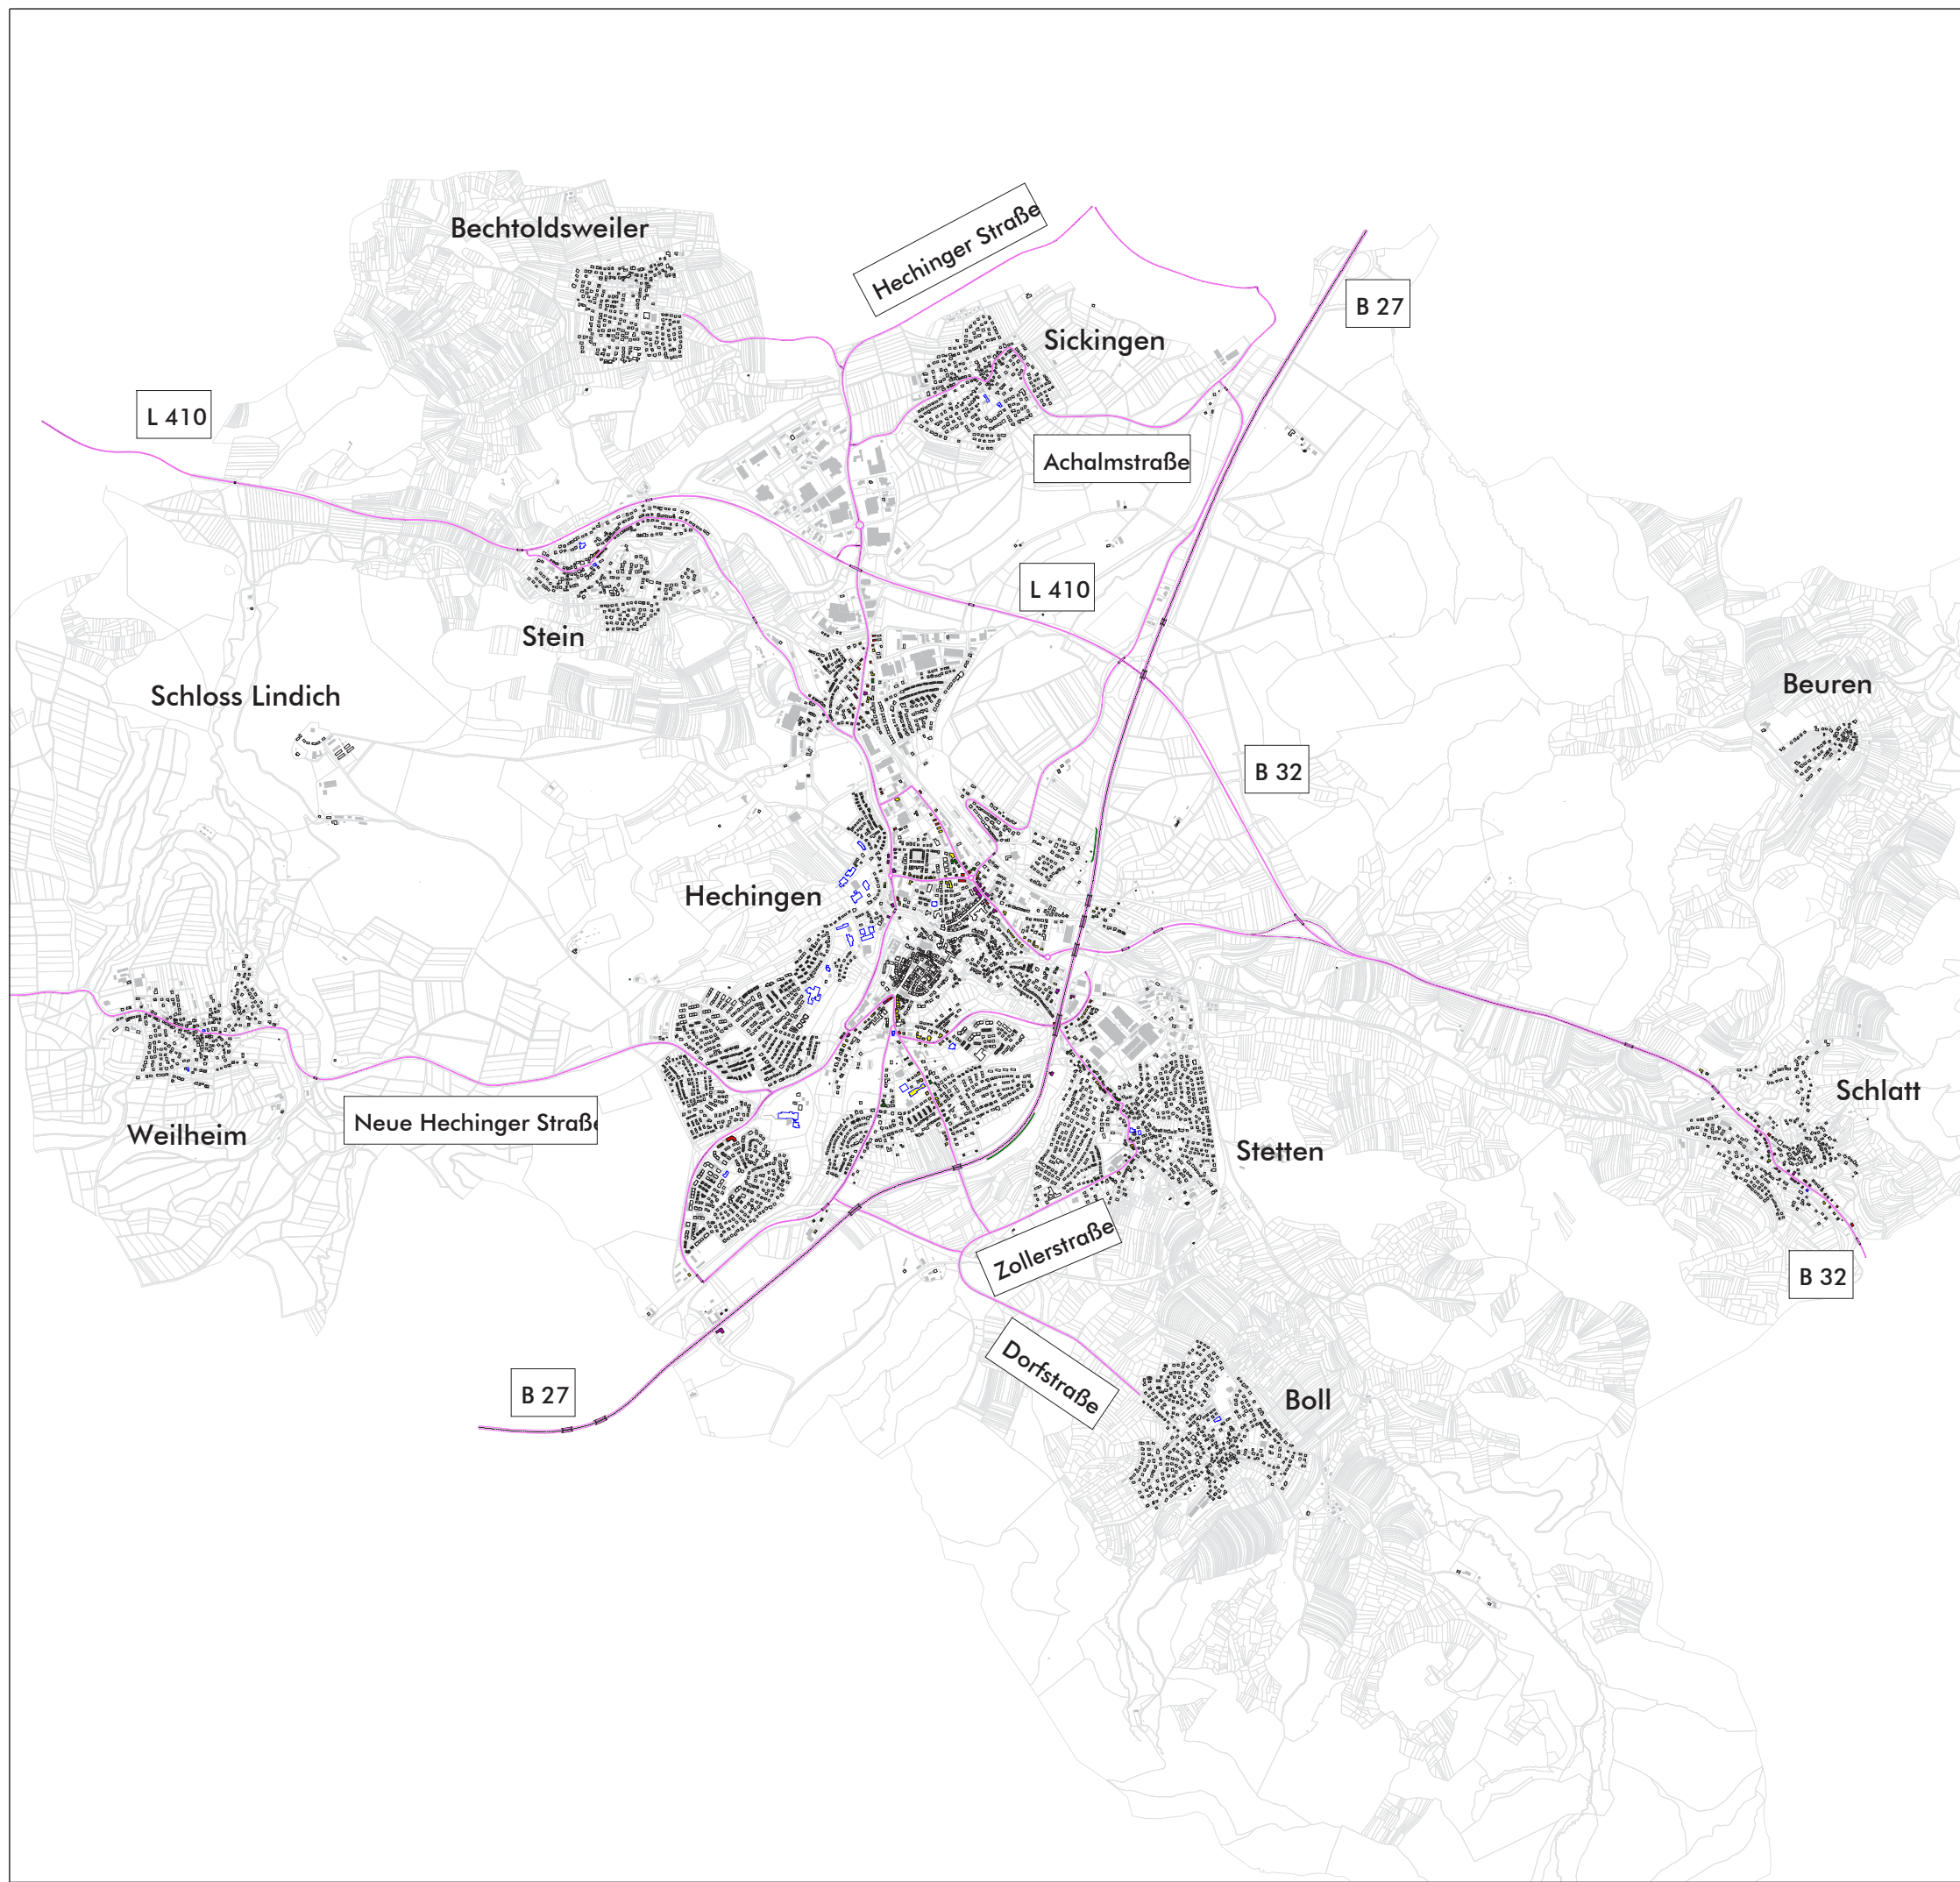 Bechtoldsweiler
Hechinger Straße
B 27
Sickingen
L 410
Achalmstraße
L 410
Stein
Beuren
Schloss Lindich
B 32
Hechingen
Schlatt
Neue Hechinger Straße
Weilheim
Stetten
Zollerstraße
B 32
Dorfstraße
B 27
Boll